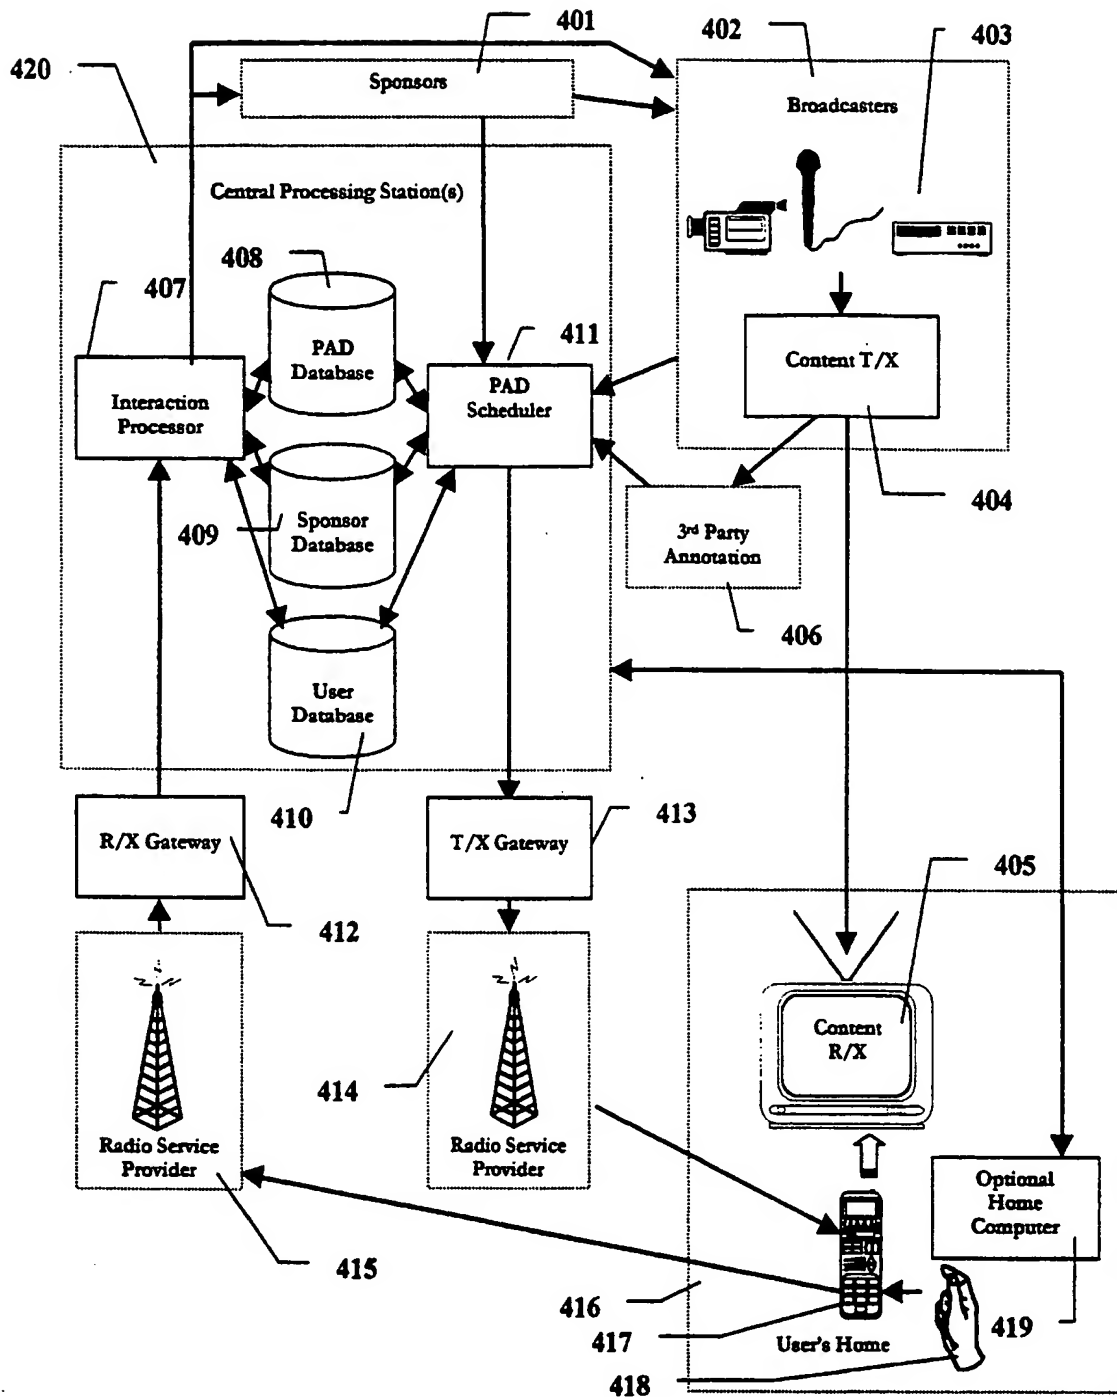 401
402
403
420
Sponsors
Broadcasters
Central Processing Station(s)
408
407
411
PAD
Database
PAD
Scheduler
Content T/X
Interaction
Processor
404
409
Sponsor
Database
3rd Party
Annotation
406
User
Database
410
413
R/X Gateway
T/X Gateway
405
412
Content
R/X
414
Radio Service
Provider
Radio Service
Provider
Optional
Home
Computer
415
416
417
User's Home
419
418